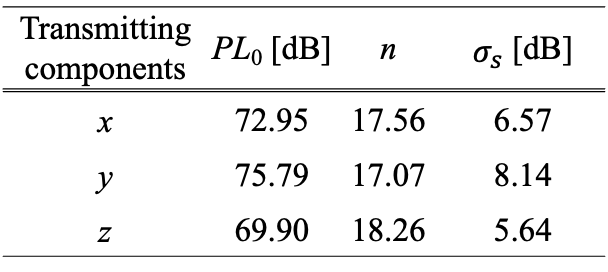 Transmitting components PL₀ [dB] n σₛ [dB]
x 72.95 17.56 6.57
y 75.79 17.07 8.14
z 69.90 18.26 5.64